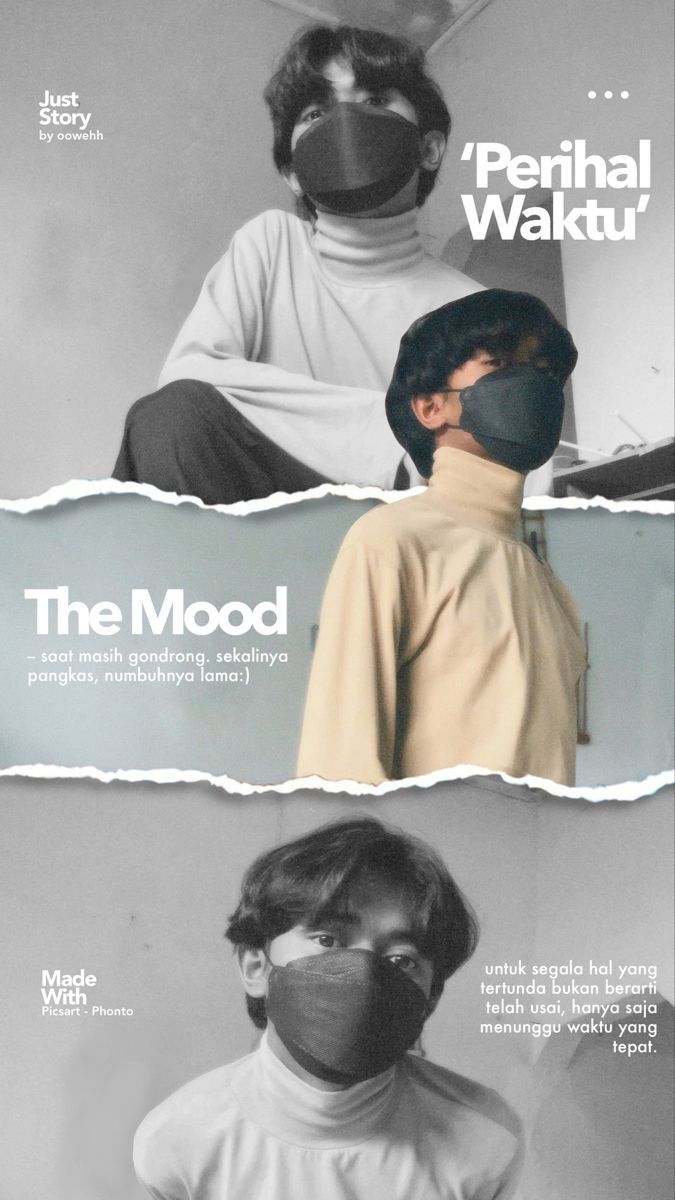 Just
Story
by oowehh
‘Perihal
Waktu’
The Mood
– saat masih gondrong. sekalinya
pangkas, numbuhnya lama:)
Made
With
Picsart - Phonto
untuk segala hal yang
tertunda bukan berarti
telah usai, hanya saja
menunggu waktu yang
tepat.